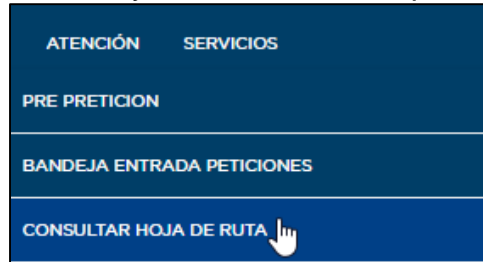 ATENCIÓN SERVICIOS
PRE PRETICION
BANDEJA ENTRADA PETICIONES
CONSULTAR HOJA DE RUTA